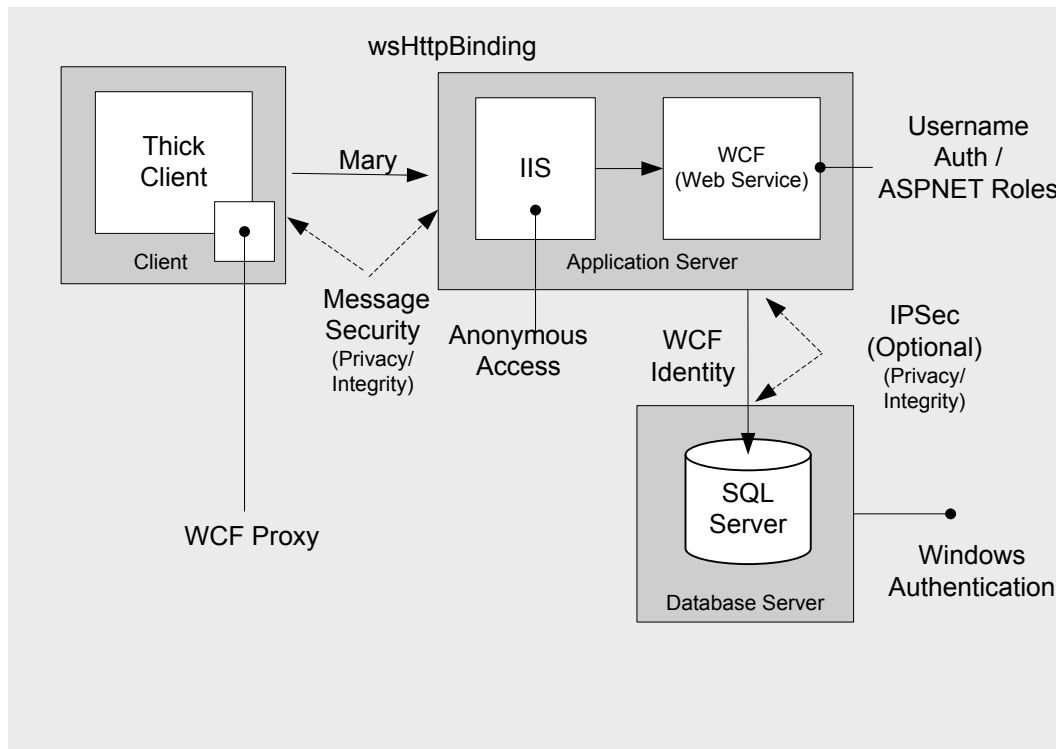 wsHttpBinding
Thick
Client
Client
Mary
IIS
WCF
(Web Service)
Application Server
Username
Auth /
ASPNET Roles
Message
Security
(Privacy/
Integrity)
Anonymous
Access
WCF
Identity
IPSec
(Optional)
(Privacy/
Integrity)
WCF Proxy
SQL
Server
Database Server
Windows
Authentication